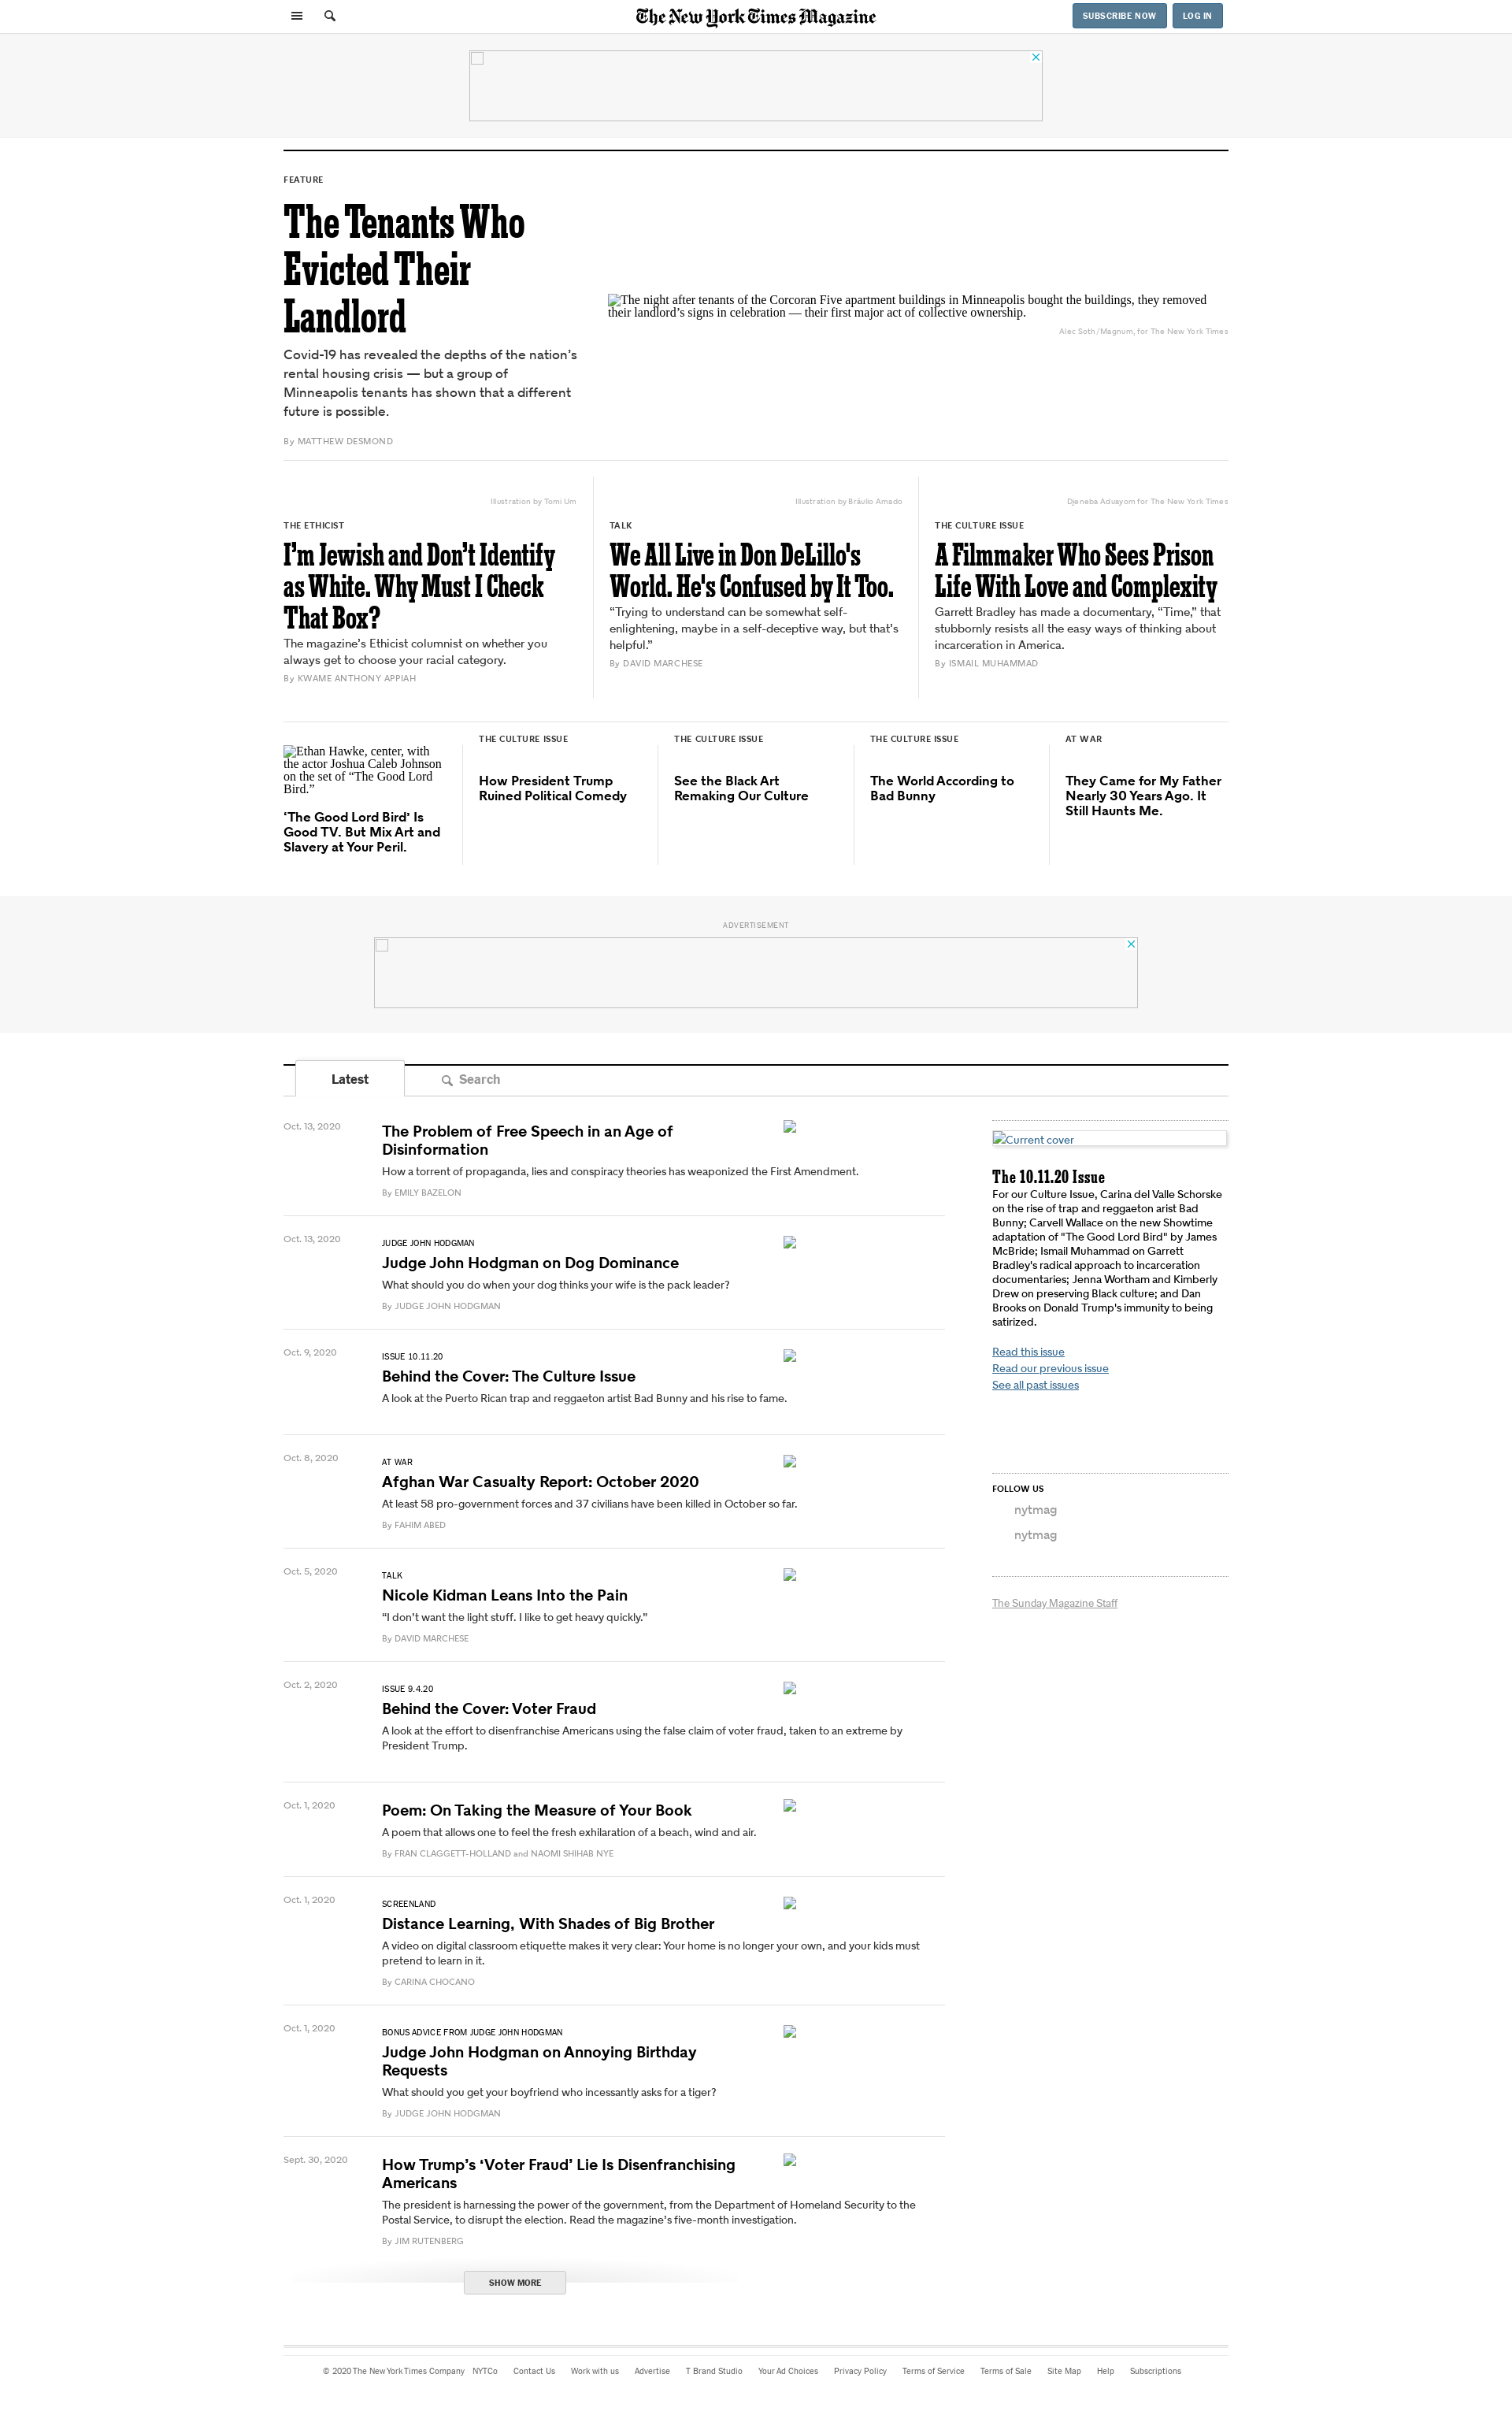 The New York Times Magazine
SUBSCRIBE NOW
LOG IN
FEATURE
The Tenants Who
Evicted Their
Landlord
Covid-19 has revealed the depths of the nation’s
rental housing crisis — but a group of
Minneapolis tenants has shown that a different
future is possible.
By MATTHEW DESMOND
The night after tenants of the Corcoran Five apartment buildings in Minneapolis bought the buildings, they removed
their landlord’s signs in celebration — their first major act of collective ownership.
Alec Soth/Magnum, for The New York Times
Illustration by Tomi Um
THE ETHICIST
I’m Jewish and Don’t Identify
as White. Why Must I Check
That Box?
The magazine’s Ethicist columnist on whether you
always get to choose your racial category.
By KWAME ANTHONY APPIAH
Illustration by Bráulio Amado
TALK
We All Live in Don DeLillo's
World. He's Confused by It Too.
“Trying to understand can be somewhat self-
enlightening, maybe in a self-deceptive way, but that’s
helpful.”
By DAVID MARCHESE
Djeneba Aduayom for The New York Times
THE CULTURE ISSUE
A Filmmaker Who Sees Prison
Life With Love and Complexity
Garrett Bradley has made a documentary, “Time,” that
stubbornly resists all the easy ways of thinking about
incarceration in America.
By ISMAIL MUHAMMAD
Ethan Hawke, center, with
the actor Joshua Caleb Johnson
on the set of “The Good Lord
Bird.”
‘The Good Lord Bird’ Is
Good TV. But Mix Art and
Slavery at Your Peril.
THE CULTURE ISSUE
How President Trump
Ruined Political Comedy
THE CULTURE ISSUE
See the Black Art
Remaking Our Culture
THE CULTURE ISSUE
The World According to
Bad Bunny
AT WAR
They Came for My Father
Nearly 30 Years Ago. It
Still Haunts Me.
ADVERTISEMENT
Latest
Search
Oct. 13, 2020
The Problem of Free Speech in an Age of
Disinformation
How a torrent of propaganda, lies and conspiracy theories has weaponized the First Amendment.
By EMILY BAZELON
Oct. 13, 2020
JUDGE JOHN HODGMAN
Judge John Hodgman on Dog Dominance
What should you do when your dog thinks your wife is the pack leader?
By JUDGE JOHN HODGMAN
Oct. 9, 2020
ISSUE 10.11.20
Behind the Cover: The Culture Issue
A look at the Puerto Rican trap and reggaeton artist Bad Bunny and his rise to fame.
Oct. 8, 2020
AT WAR
Afghan War Casualty Report: October 2020
At least 58 pro-government forces and 37 civilians have been killed in October so far.
By FAHIM ABED
Oct. 5, 2020
TALK
Nicole Kidman Leans Into the Pain
“I don’t want the light stuff. I like to get heavy quickly.”
By DAVID MARCHESE
Oct. 2, 2020
ISSUE 9.4.20
Behind the Cover: Voter Fraud
A look at the effort to disenfranchise Americans using the false claim of voter fraud, taken to an extreme by
President Trump.
Oct. 1, 2020
Poem: On Taking the Measure of Your Book
A poem that allows one to feel the fresh exhilaration of a beach, wind and air.
By FRAN CLAGGETT-HOLLAND and NAOMI SHIHAB NYE
Oct. 1, 2020
SCREENLAND
Distance Learning, With Shades of Big Brother
A video on digital classroom etiquette makes it very clear: Your home is no longer your own, and your kids must
pretend to learn in it.
By CARINA CHOCANO
Oct. 1, 2020
BONUS ADVICE FROM JUDGE JOHN HODGMAN
Judge John Hodgman on Annoying Birthday
Requests
What should you get your boyfriend who incessantly asks for a tiger?
By JUDGE JOHN HODGMAN
Sept. 30, 2020
How Trump’s ‘Voter Fraud’ Lie Is Disenfranchising
Americans
The president is harnessing the power of the government, from the Department of Homeland Security to the
Postal Service, to disrupt the election. Read the magazine’s five-month investigation.
By JIM RUTENBERG
SHOW MORE
Current cover
The 10.11.20 Issue
For our Culture Issue, Carina del Valle Schorske
on the rise of trap and reggaeton arist Bad
Bunny; Carvell Wallace on the new Showtime
adaptation of "The Good Lord Bird" by James
McBride; Ismail Muhammad on Garrett
Bradley's radical approach to incarceration
documentaries; Jenna Wortham and Kimberly
Drew on preserving Black culture; and Dan
Brooks on Donald Trump's immunity to being
satirized.
Read this issue
Read our previous issue
See all past issues
FOLLOW US
nytmag
nytmag
The Sunday Magazine Staff
© 2020 The New York Times Company NYTCo Contact Us Work with us Advertise T Brand Studio Your Ad Choices Privacy Policy Terms of Service Terms of Sale Site Map Help Subscriptions